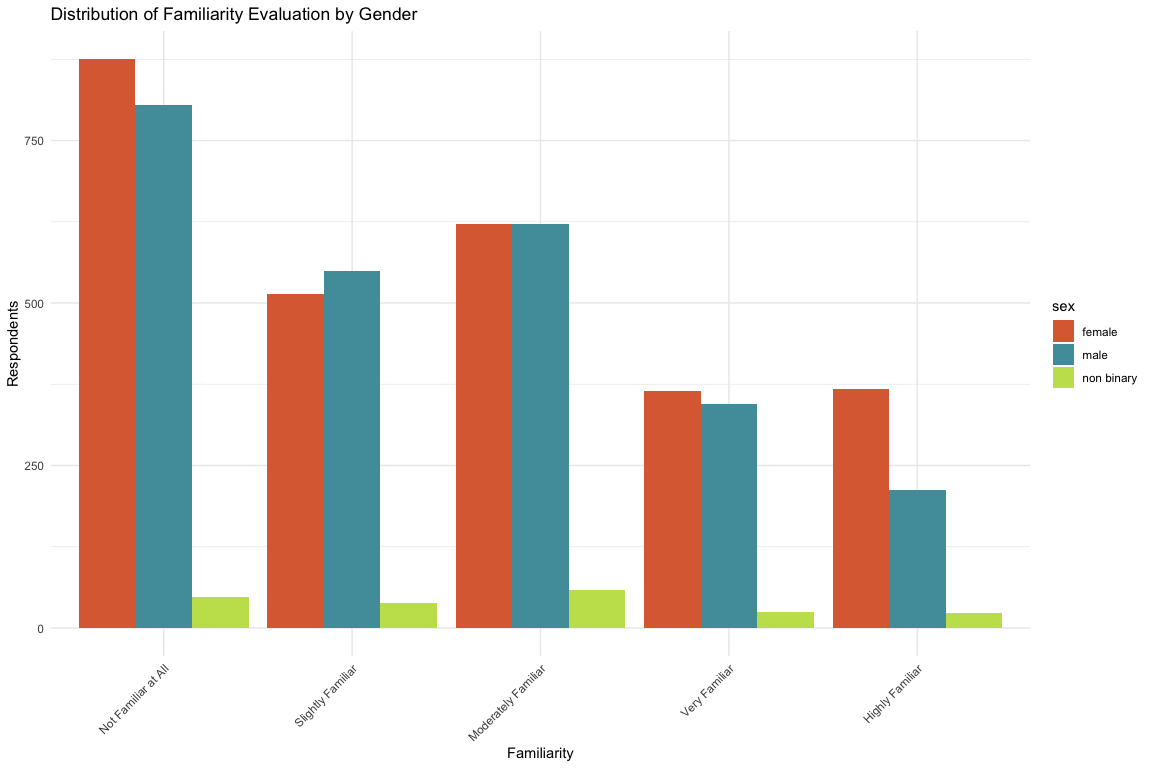 Distribution of Familiarity Evaluation by Gender
Respondents
750
500
250
0
Not Familiar at All
Slightly Familiar
Moderately Familiar
Very Familiar
Highly Familiar
Familiarity
sex
female
male
non binary